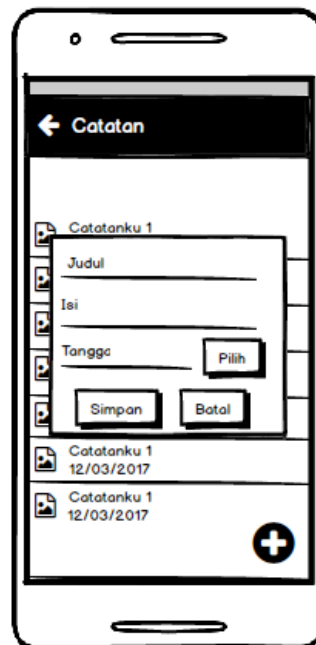 Catatan
Catatanku 1
Judul
Isi
Tangga
Pilih
Simpan
Batal
Catatanku 1
12/03/2017
Catatanku 1
12/03/2017